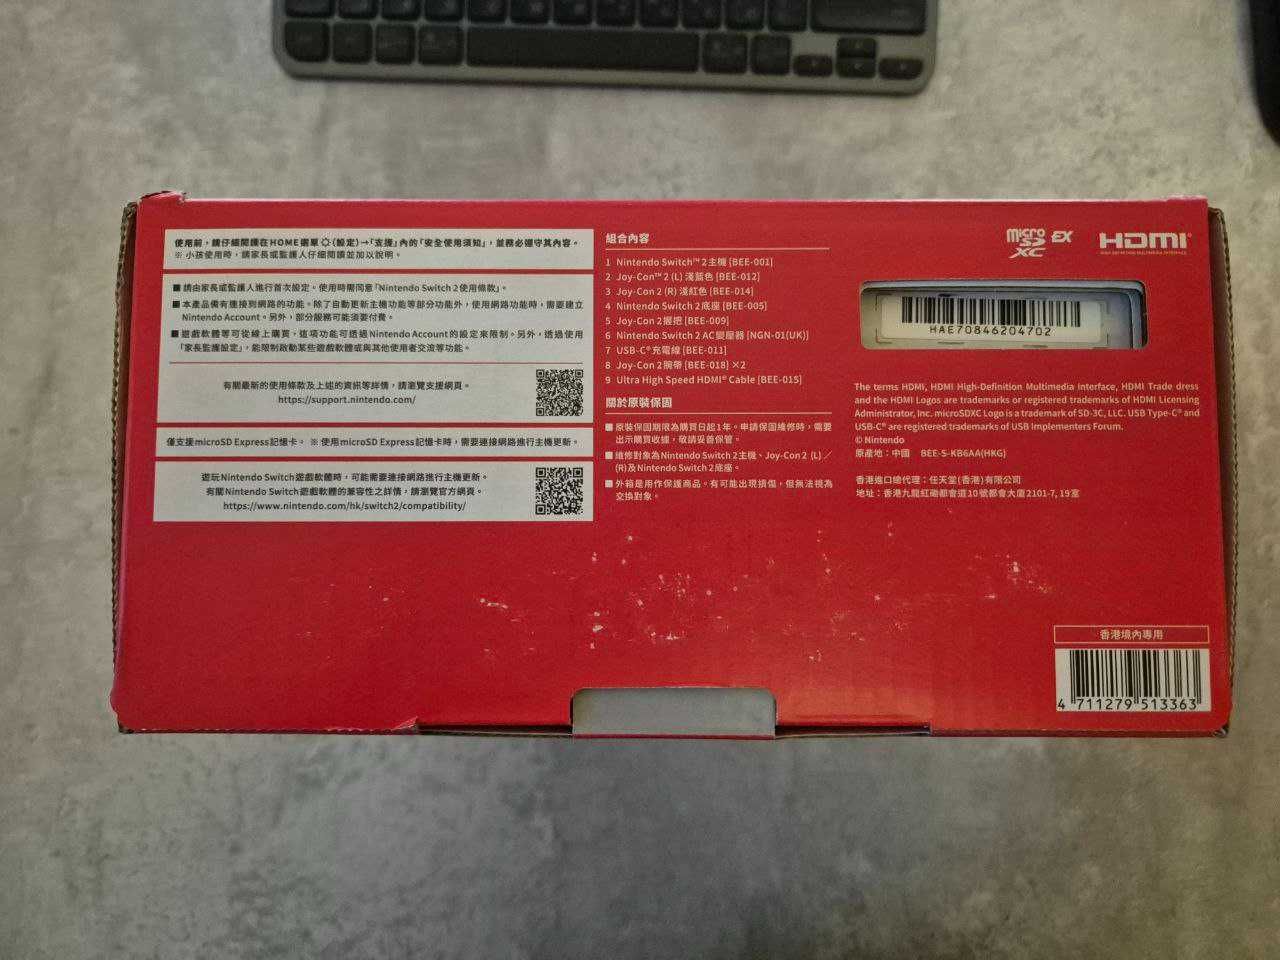 使用前，請仔細閱讀在HOME選單(設定)→「支援」內的「安全使用須知」，並務必遵守其內容。
※ 小孩使用時，請家長或監護人仔細閱讀並加以說明。
■ 請由家長或監護人進行首次設定。使用時需同意「Nintendo Switch 2使用條款」。
■ 本產品備有連接到網路的功能。除了自動更新主機功能等部分功能外，使用網路功能時，需要建立
Nintendo Account。另外，部分服務可能須要付費。
■ 遊戲軟體等可從線上購買，這項功能可透過Nintendo Account的設定來限制。另外，透過使用
「家長監護設定」，能限制啟動某些遊戲軟體或與其他使用者交流等功能。
有關最新的使用條款及上述的資訊等詳情，請瀏覽支援網頁。
https://support.nintendo.com/
僅支援microSD Express記憶卡。 ※ 使用microSD Express記憶卡時，需要連接網路進行主機更新。
遊玩Nintendo Switch遊戲軟體時，可能需要連接網路進行主機更新。
有關Nintendo Switch遊戲軟體的兼容性之詳情，請瀏覽官方網頁。
https://www.nintendo.com/hk/switch2/compatibility/
組合內容
1 Nintendo Switch™ 2主機 [BEE-001]
2 Joy-Con™ 2 (L) 淺藍色 [BEE-012]
3 Joy-Con 2 (R) 淺紅色 [BEE-014]
4 Nintendo Switch 2底座 [BEE-005]
5 Joy-Con 2握把 [BEE-009]
6 Nintendo Switch 2 AC變壓器 [NGN-01(UK)]
7 USB-C®充電線 [BEE-011]
8 Joy-Con 2腕帶 [BEE-018] ×2
9 Ultra High Speed HDMI® Cable [BEE-015]
關於原裝保固
■ 原裝保固期限為購買日起1年。申請保固維修時，需要
出示購買收據，敬請妥善保管。
■ 維修對象為Nintendo Switch 2主機、Joy-Con 2 (L)／
(R)及Nintendo Switch 2底座。
■ 外箱是用作保護商品。有可能出現損傷，但無法視為
交換對象。
micro SD XC EX
HDMI®
HIGH-DEFINITION MULTIMEDIA INTERFACE
HAE70846204702
The terms HDMI, HDMI High-Definition Multimedia Interface, HDMI Trade dress
and the HDMI Logos are trademarks or registered trademarks of HDMI Licensing
Administrator, Inc. microSDXC Logo is a trademark of SD-3C, LLC. USB Type-C® and
USB-C® are registered trademarks of USB Implementers Forum.
© Nintendo
原產地：中國 BEE-S-KB6AA(HKG)
香港進口總代理：任天堂(香港)有限公司
地址：香港九龍紅磡都會道10號都會大廈2101-7, 19室
香港境內專用
4 711279 513363